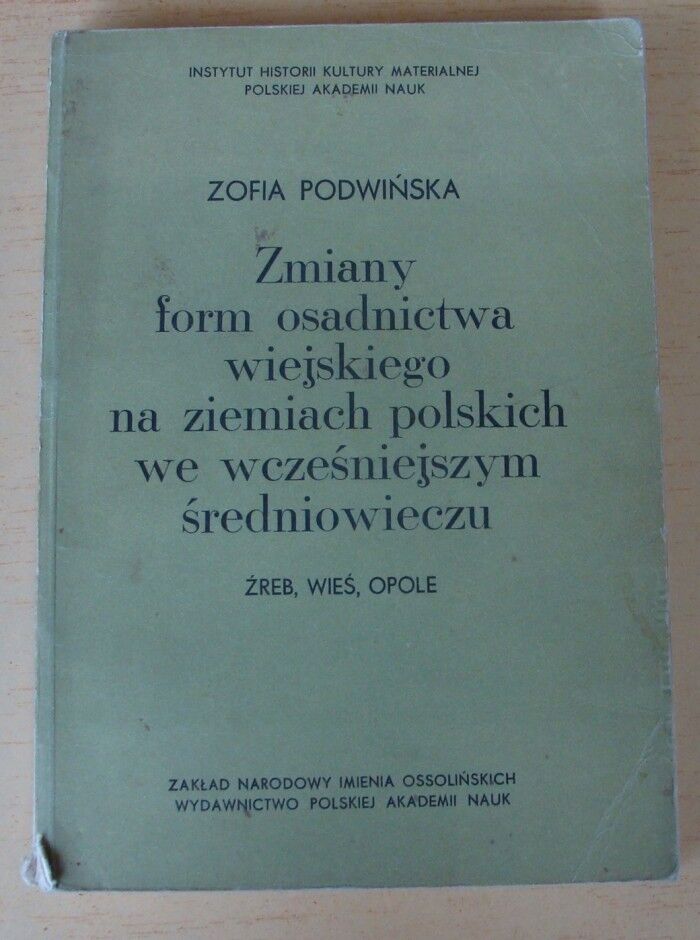 INSTYTUT HISTORII KULTURY MATERIALNEJ
POLSKIEJ AKADEMII NAUK
ZOFIA PODWIŃSKA
Zmiany
form osadnictwa
wiejskiego
na ziemiach polskich
we wcześniejszym
średniowieczu
ŹREB, WIEŚ, OPOLE
ZAKŁAD NARODOWY IMIENIA OSSOLIŃSKICH
WYDAWNICTWO POLSKIEJ AKADEMII NAUK